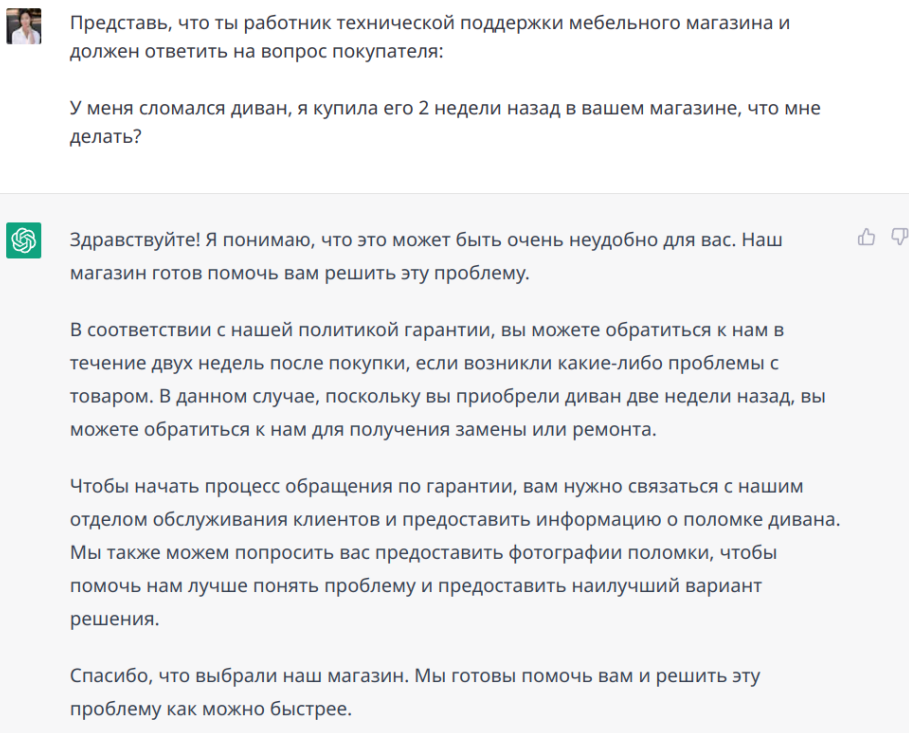 Представь, что ты работник технической поддержки мебельного магазина и
должен ответить на вопрос покупателя:
У меня сломался диван, я купила его 2 недели назад в вашем магазине, что мне
делать?
Здравствуйте! Я понимаю, что это может быть очень неудобно для вас. Наш
магазин готов помочь вам решить эту проблему.
В соответствии с нашей политикой гарантии, вы можете обратиться к нам в
течение двух недель после покупки, если возникли какие-либо проблемы с
товаром. В данном случае, поскольку вы приобрели диван две недели назад, вы
можете обратиться к нам для получения замены или ремонта.
Чтобы начать процесс обращения по гарантии, вам нужно связаться с нашим
отделом обслуживания клиентов и предоставить информацию о поломке дивана.
Мы также можем попросить вас предоставить фотографии поломки, чтобы
помочь нам лучше понять проблему и предоставить наилучший вариант
решения.
Спасибо, что выбрали наш магазин. Мы готовы помочь вам и решить эту
проблему как можно быстрее.